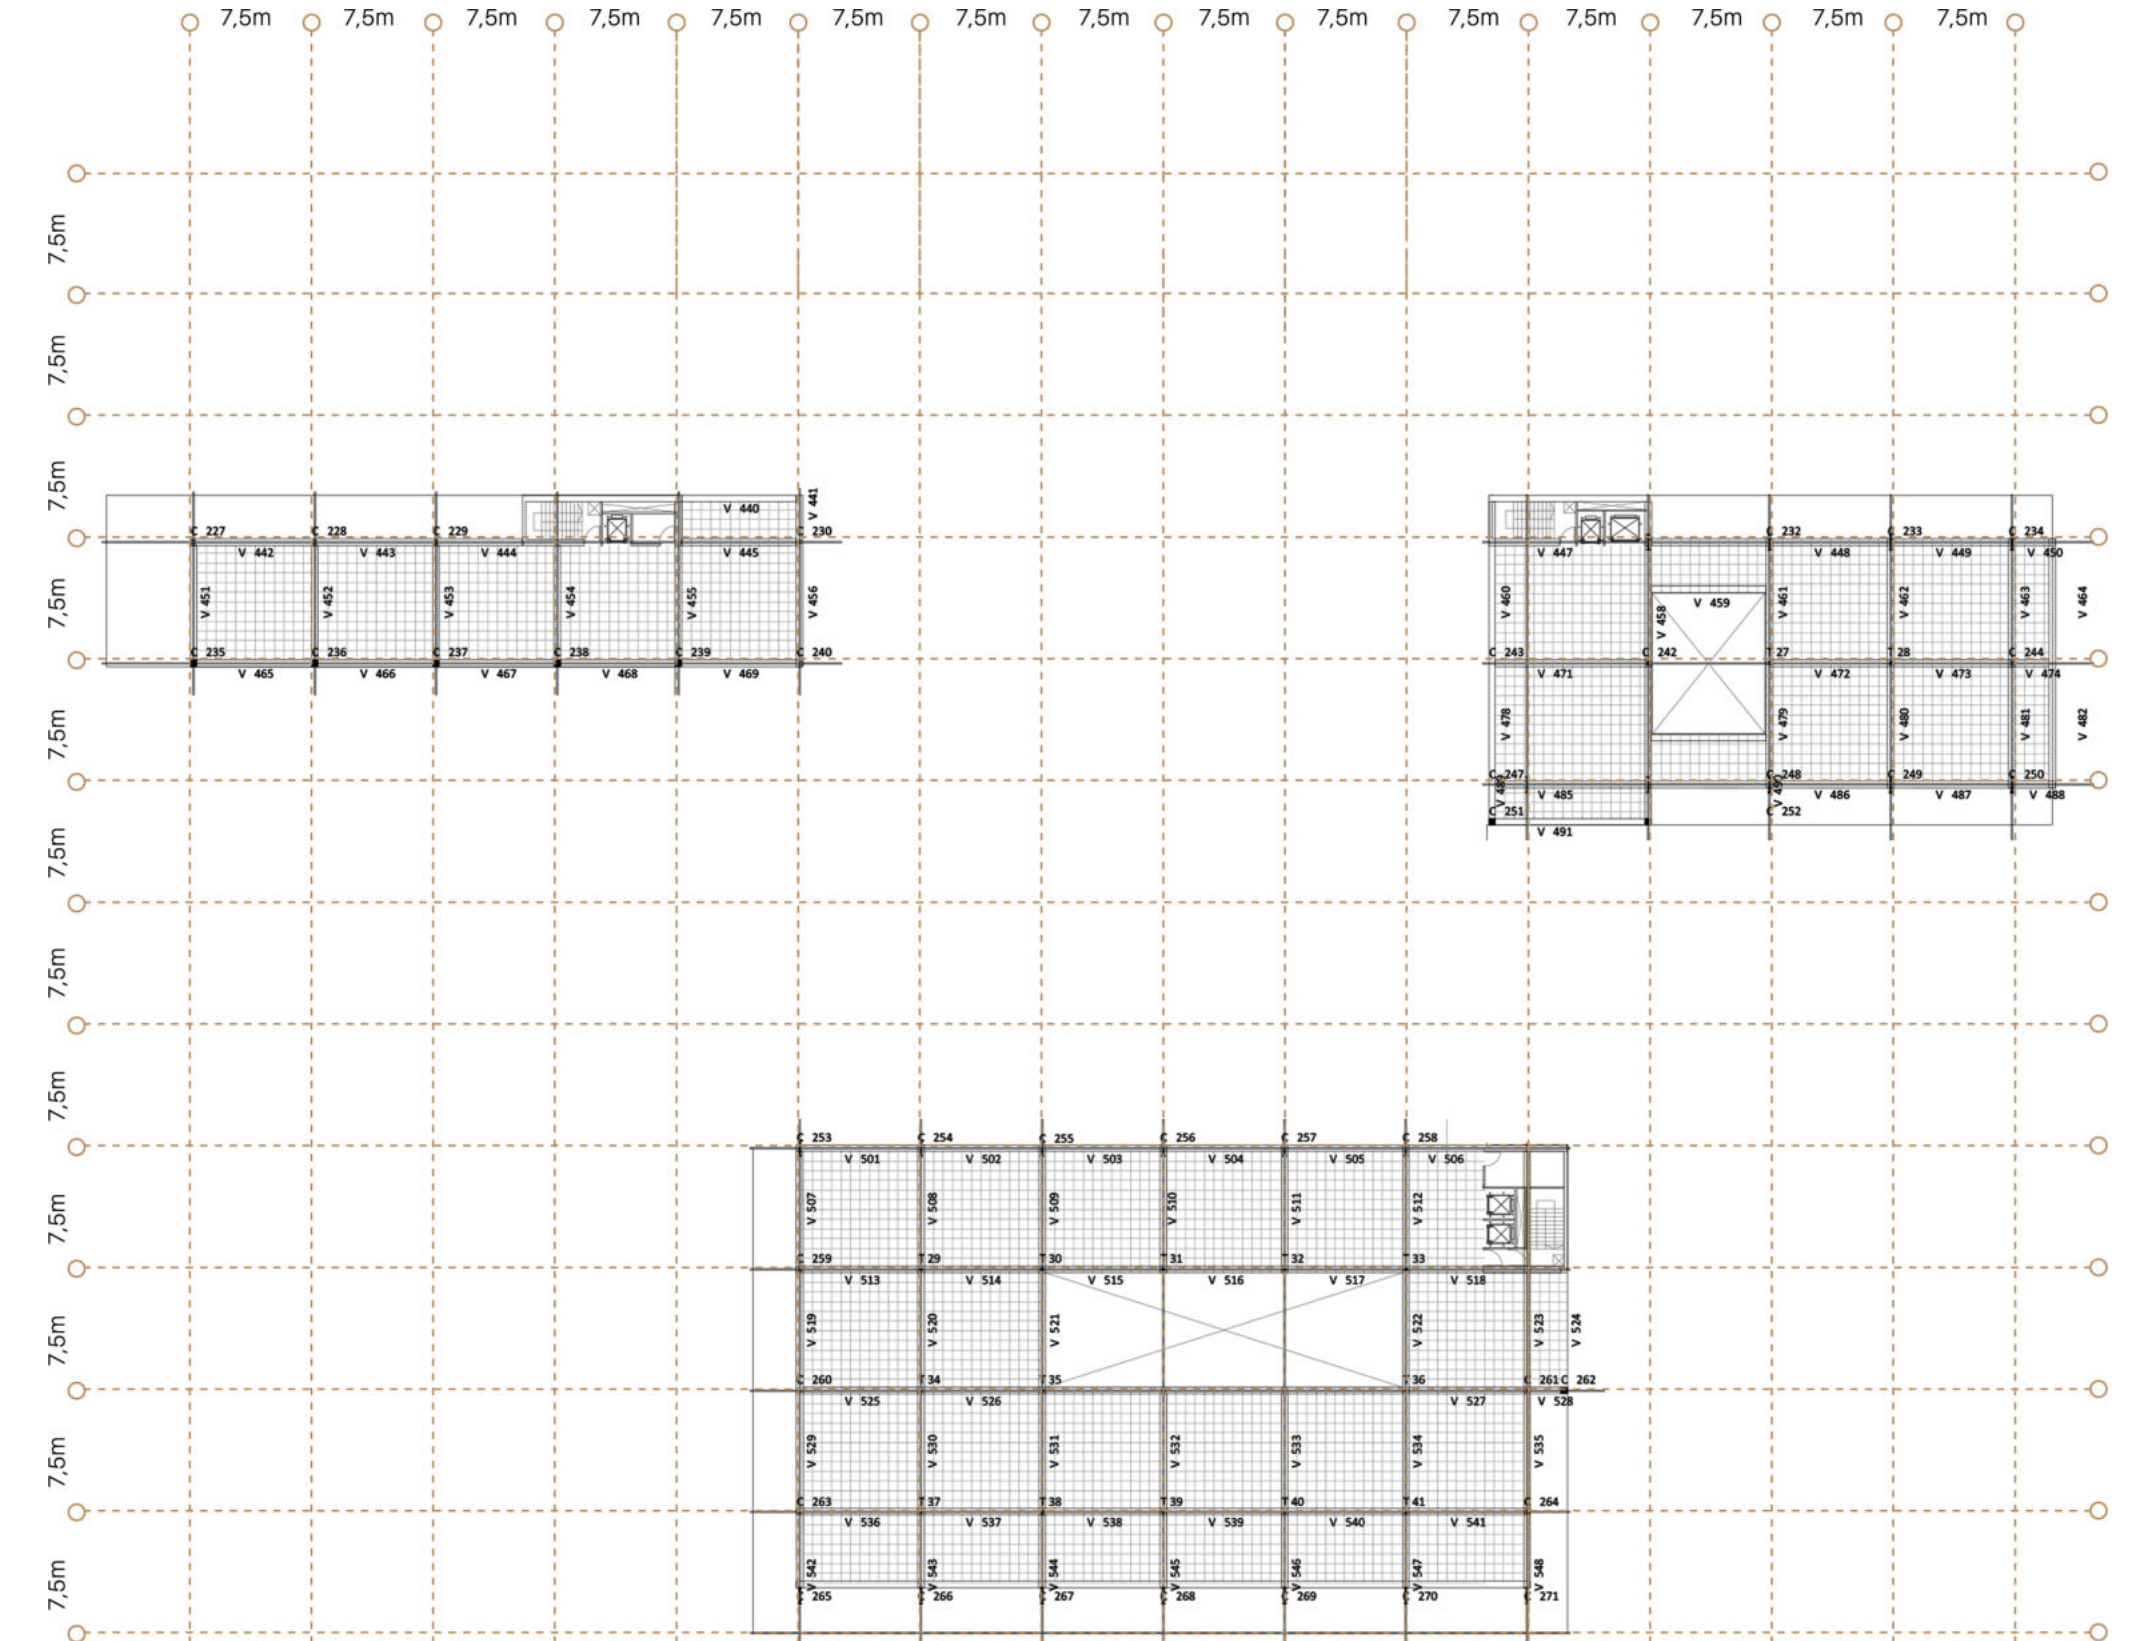 7,5m 7,5m 7,5m 7,5m 7,5m 7,5m 7,5m 7,5m 7,5m 7,5m 7,5m 7,5m 7,5m 7,5m 7,5m
7,5m
7,5m
7,5m
V 440 V 441
C 227 C 228 C 229 C 230 C 232 C 233 C 234
V 442 V 443 V 444 V 445 V 447 V 448 V 449 V 450
7,5m V 451 V 452 V 453 V 454 V 455 V 456 V 460 V 458 V 459 V 461 V 462 V 463 V 464
C 235 C 236 C 237 C 238 C 239 C 240 C 243 C 242 T 27 T 28 C 244
V 465 V 466 V 467 V 468 V 469 V 471 V 472 V 473 V 474
7,5m V 478 V 479 V 480 V 481 V 482
C 247 C 248 C 249 C 250
V 485 V 486 V 487 V 488
C 251 C 252
V 491
7,5m
7,5m
7,5m
C 253 C 254 C 255 C 256 C 257 C 258
V 501 V 502 V 503 V 504 V 505 V 506
7,5m V 507 V 508 V 509 V 510 V 511 V 512
C 259 T 29 T 30 T 31 T 32 T 33
V 513 V 514 V 515 V 516 V 517 V 518
7,5m V 519 V 520 V 521 V 522 V 523 V 524
C 260 T 34 T 35 T 36 C 261 C 262
V 525 V 526 V 527 V 528
7,5m V 529 V 530 V 531 V 532 V 533 V 534 V 535
C 263 T 37 T 38 T 39 T 40 T 41 C 264
V 536 V 537 V 538 V 539 V 540 V 541
7,5m V 542 V 543 V 544 V 545 V 546 V 547 V 548
C 265 C 266 C 267 C 268 C 269 C 270 C 271